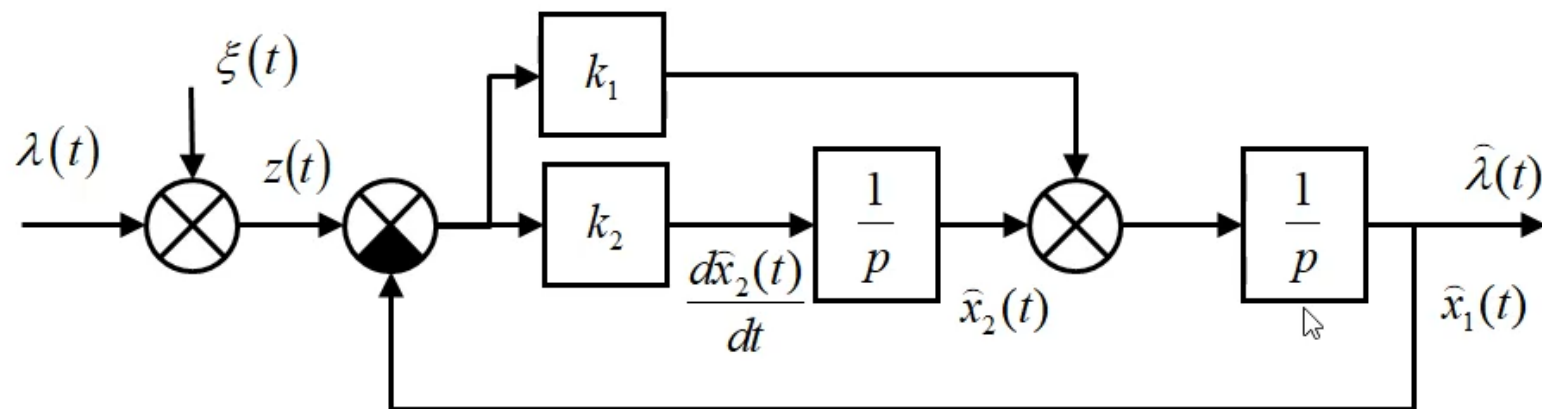 ξ(t)
λ(t)
z(t)
k₁
k₂
dx̂₂(t)
dt
1
p
x̂₂(t)
1
p
λ̂(t)
x̂₁(t)